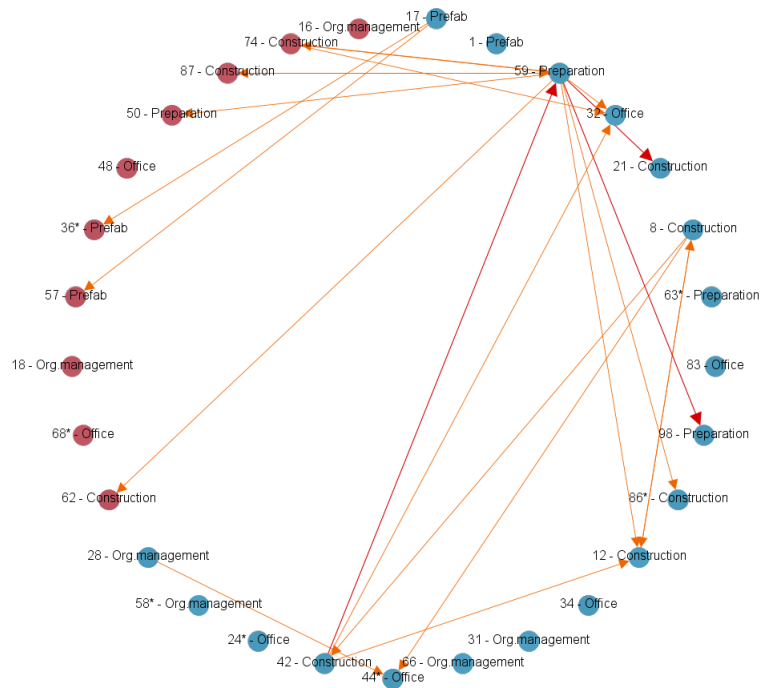 17 - Prefab
16 - Org.management
74 - Construction
1 - Prefab
87 - Construction
59 - Preparation
50 - Preparation
32 - Office
48 - Office
21 - Construction
36* - Prefab
8 - Construction
57 - Prefab
63* - Preparation
18 - Org.management
83 - Office
68* - Office
98 - Preparation
62 - Construction
86* - Construction
28 - Org.management
12 - Construction
58* - Org.management
34 - Office
24* - Office
31 - Org.management
42 - Construction
66 - Org.management
44* - Office